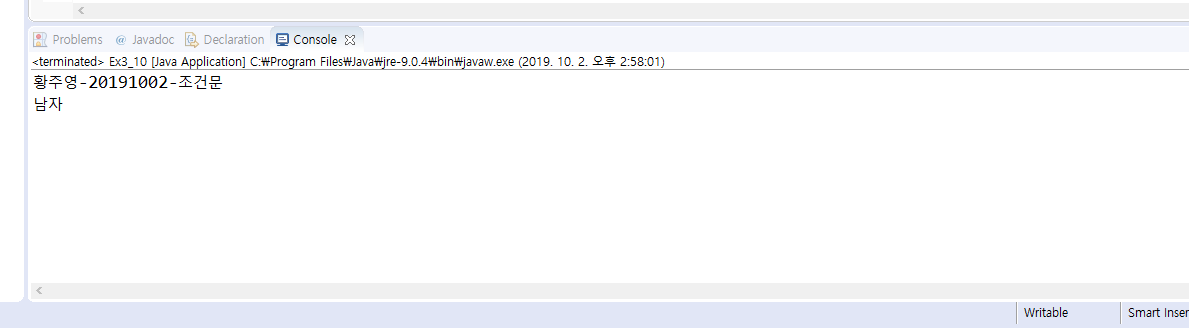 Problems @ Javadoc Declaration Console
<terminated> Ex3_10 [Java Application] C:₩Program Files₩Java₩jre-9.0.4₩bin₩javaw.exe (2019. 10. 2. 오후 2:58:01)
황주영-20191002-조건문
남자
Writable Smart Inser